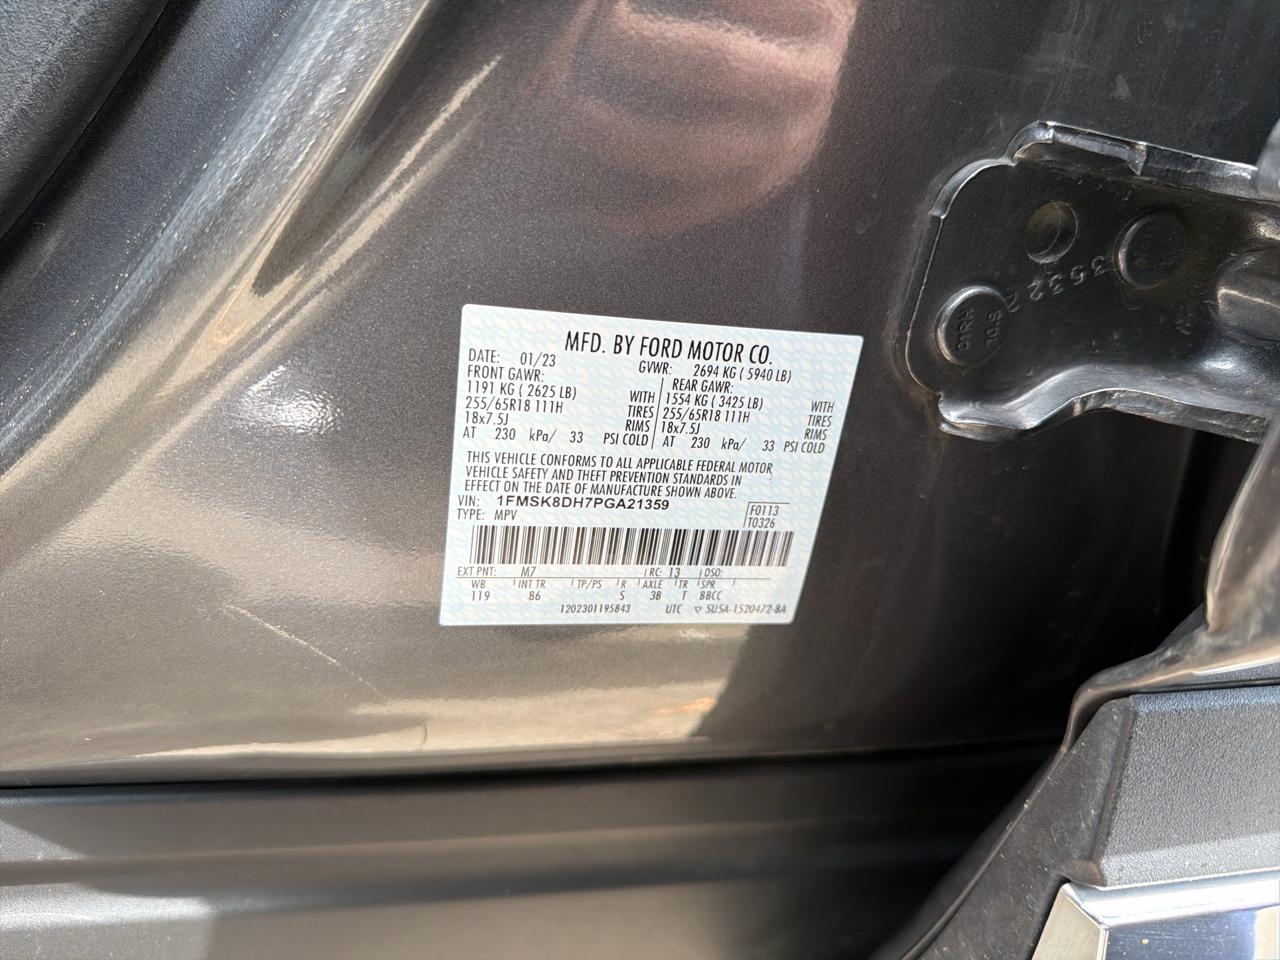 MFD. BY FORD MOTOR CO.
DATE: 01/23 GVWR: 2694 KG ( 5940 LB)
FRONT GAWR: REAR GAWR:
1191 KG ( 2625 LB) WITH 1554 KG ( 3425 LB) WITH
255/65R18 111H TIRES 255/65R18 111H TIRES
18x7.5J RIMS 18x7.5J RIMS
AT 230 kPa/ 33 PSI COLD AT 230 kPa/ 33 PSI COLD
THIS VEHICLE CONFORMS TO ALL APPLICABLE FEDERAL MOTOR
VEHICLE SAFETY AND THEFT PREVENTION STANDARDS IN
EFFECT ON THE DATE OF MANUFACTURE SHOWN ABOVE.
VIN: 1FMSK8DH7PGA21359 F0113
TYPE: MPV T0326
EXT PNT: M7 RC: 13 DSO:
WB INT TR TP/PS R AXLE TR SPR
119 86 S 3B T BBCC
1202301195843 UTC ▽ 5U5A-1520472-BA